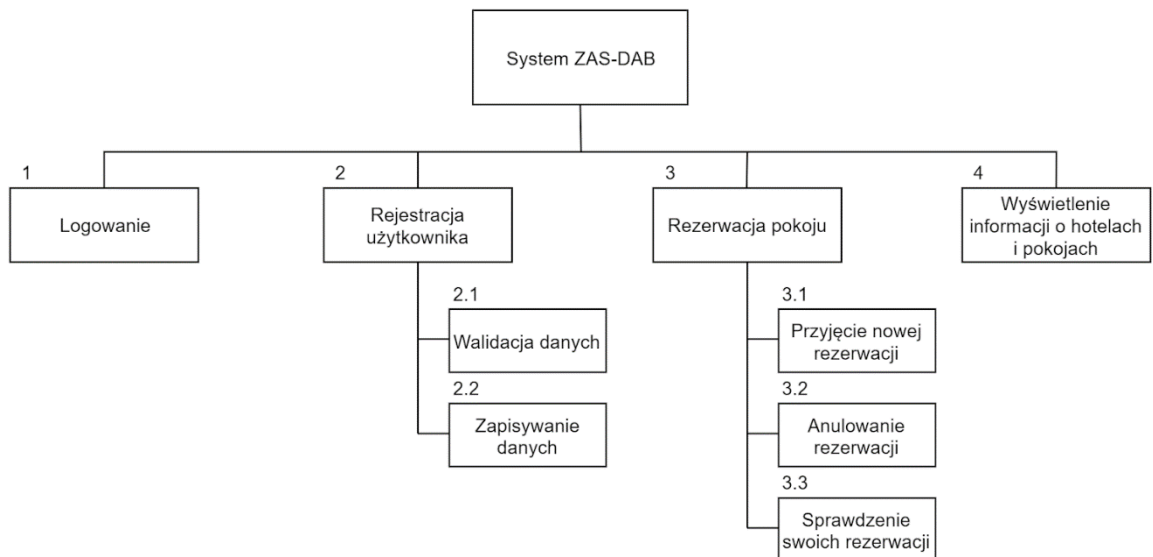 System ZAS-DAB
1
Logowanie
2
Rejestracja
użytkownika
3
Rezerwacja pokoju
4
Wyświetlenie
informacji o hotelach
i pokojach
2.1
Walidacja danych
2.2
Zapisywanie
danych
3.1
Przyjęcie nowej
rezerwacji
3.2
Anulowanie
rezerwacji
3.3
Sprawdzenie
swoich rezerwacji